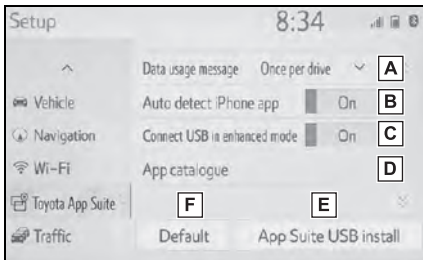 Setup 8:34
Data usage message Once per drive A
Vehicle Auto detect iPhone app On B
Navigation Connect USB in enhanced mode On C
Wi-Fi App catalogue D
Toyota App Suite F E
Traffic Default App Suite USB install